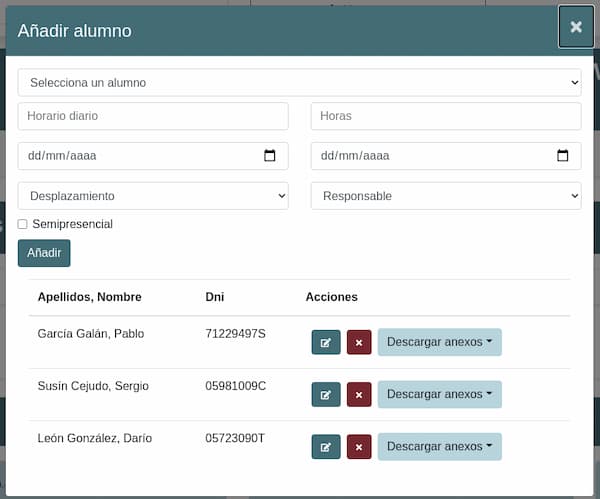 Añadir alumno
×
Selecciona un alumno
Horario diario
Horas
dd/mm/aaaa
dd/mm/aaaa
Desplazamiento
Responsable
Semipresencial
Añadir
Apellidos, Nombre Dni Acciones
García Galán, Pablo 71229497S Descargar anexos
Susín Cejudo, Sergio 05981009C Descargar anexos
León González, Darío 05723090T Descargar anexos